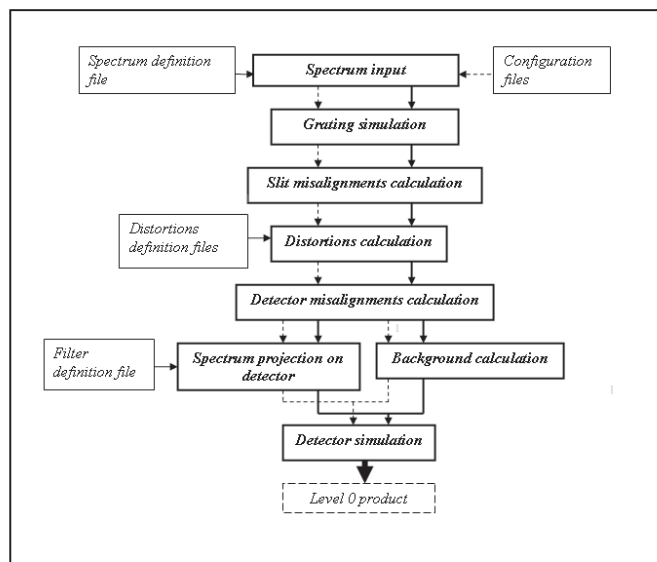 Spectrum definition
file
Spectrum input
Configuration
files
Grating simulation
Slit misalignments calculation
Distortions
definition files
Distortions calculation
Detector misalignments calculation
Filter
definition file
Spectrum projection on
detector
Background calculation
Detector simulation
Level 0 product